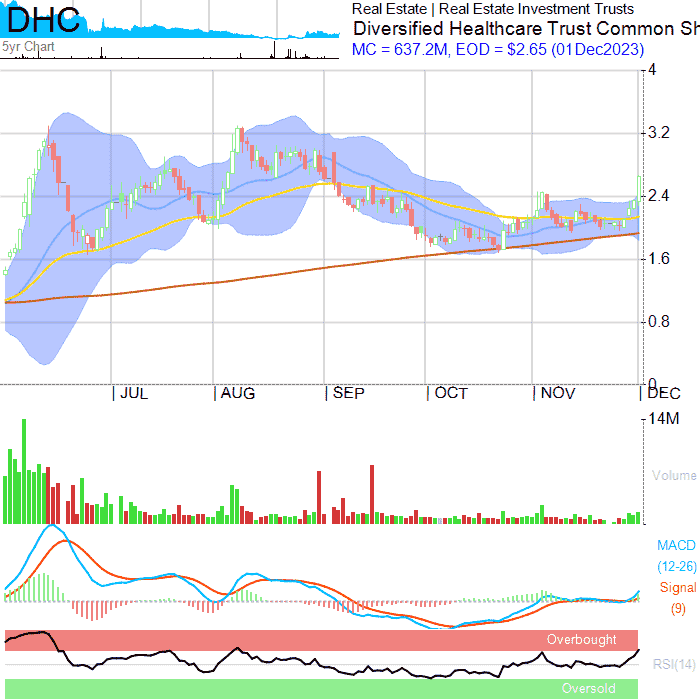 DHC
5yr Chart
Real Estate | Real Estate Investment Trusts
Diversified Healthcare Trust Common Sh
MC = 637.2M, EOD = $2.65 (01Dec2023)
4
3.2
2.4
1.6
0.8
0
JUL AUG SEP OCT NOV DEC
14M
Volume
MACD
(12-26)
Signal
(9)
Overbought
RSI(14)
Oversold